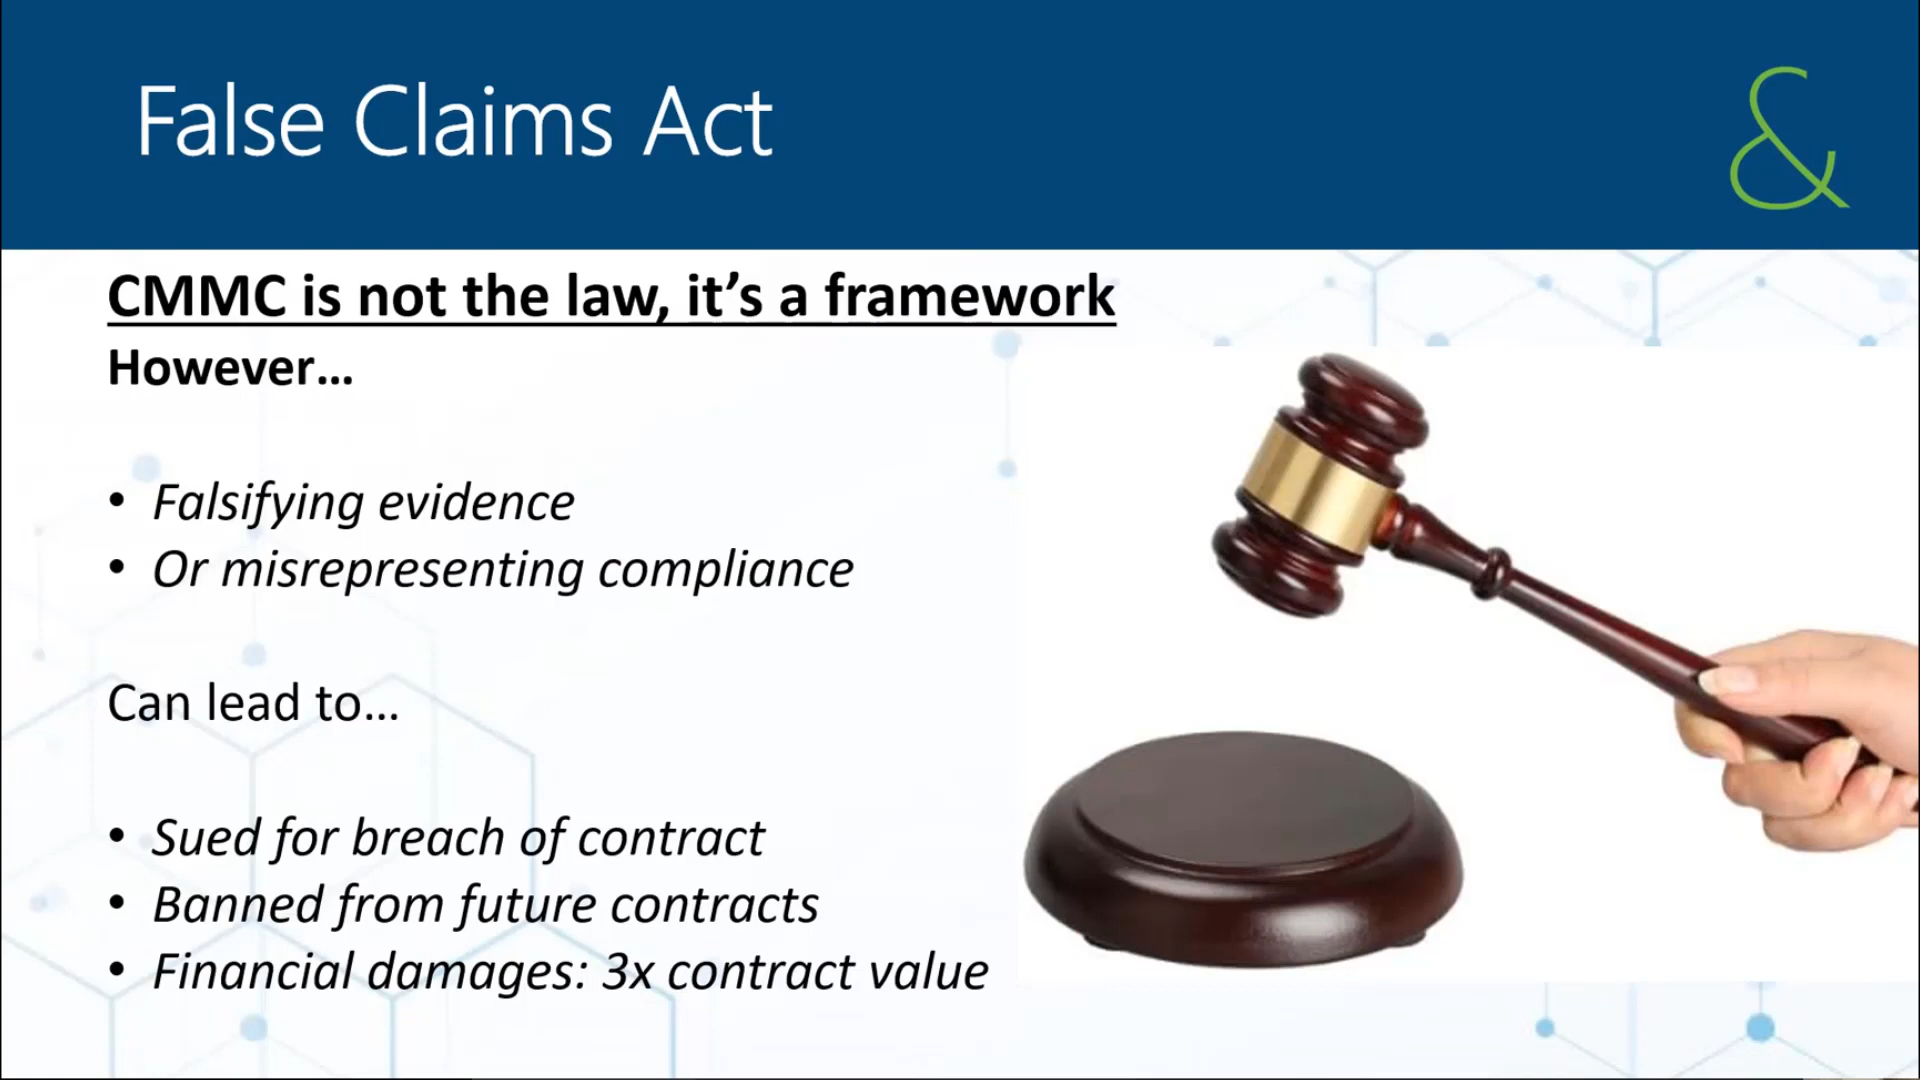 False Claims Act
&
CMMC is not the law, it’s a framework
However…
• Falsifying evidence
• Or misrepresenting compliance
Can lead to…
• Sued for breach of contract
• Banned from future contracts
• Financial damages: 3x contract value